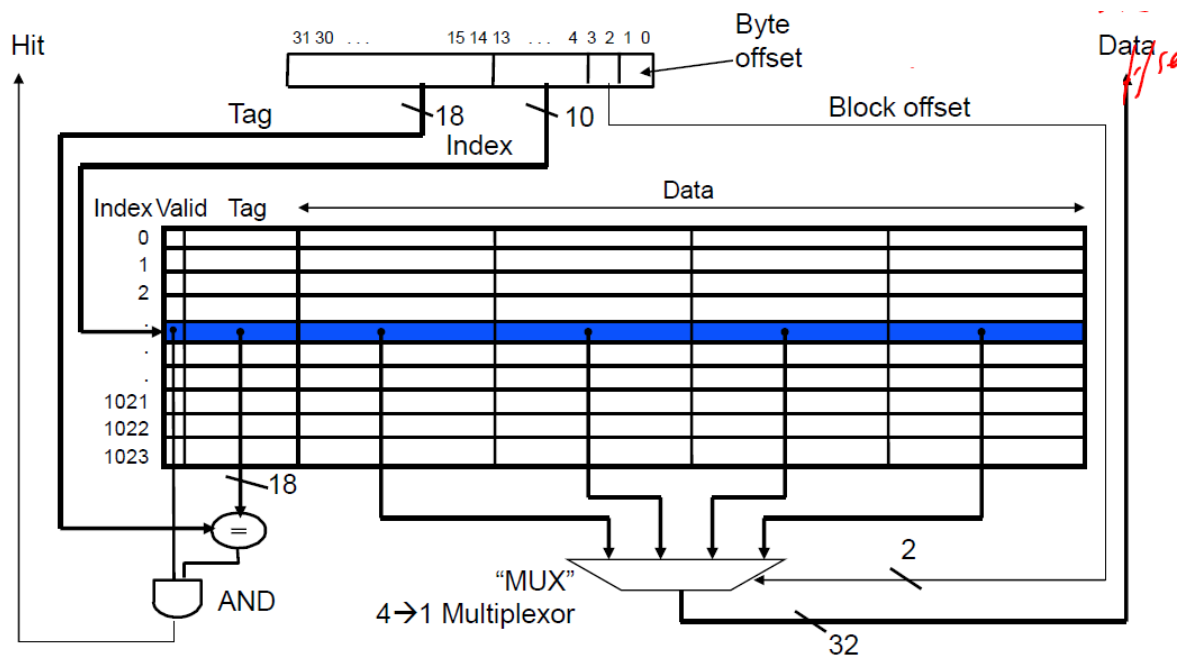 Hit
31 30 . . . 15 14 13 . . . 4 3 2 1 0
Byte
offset
Data
Tag
18
10
Index
Block offset
Index Valid Tag
Data
0
1
2
.
.
.
1021
1022
1023
18
=
AND
"MUX"
4→1 Multiplexor
2
32